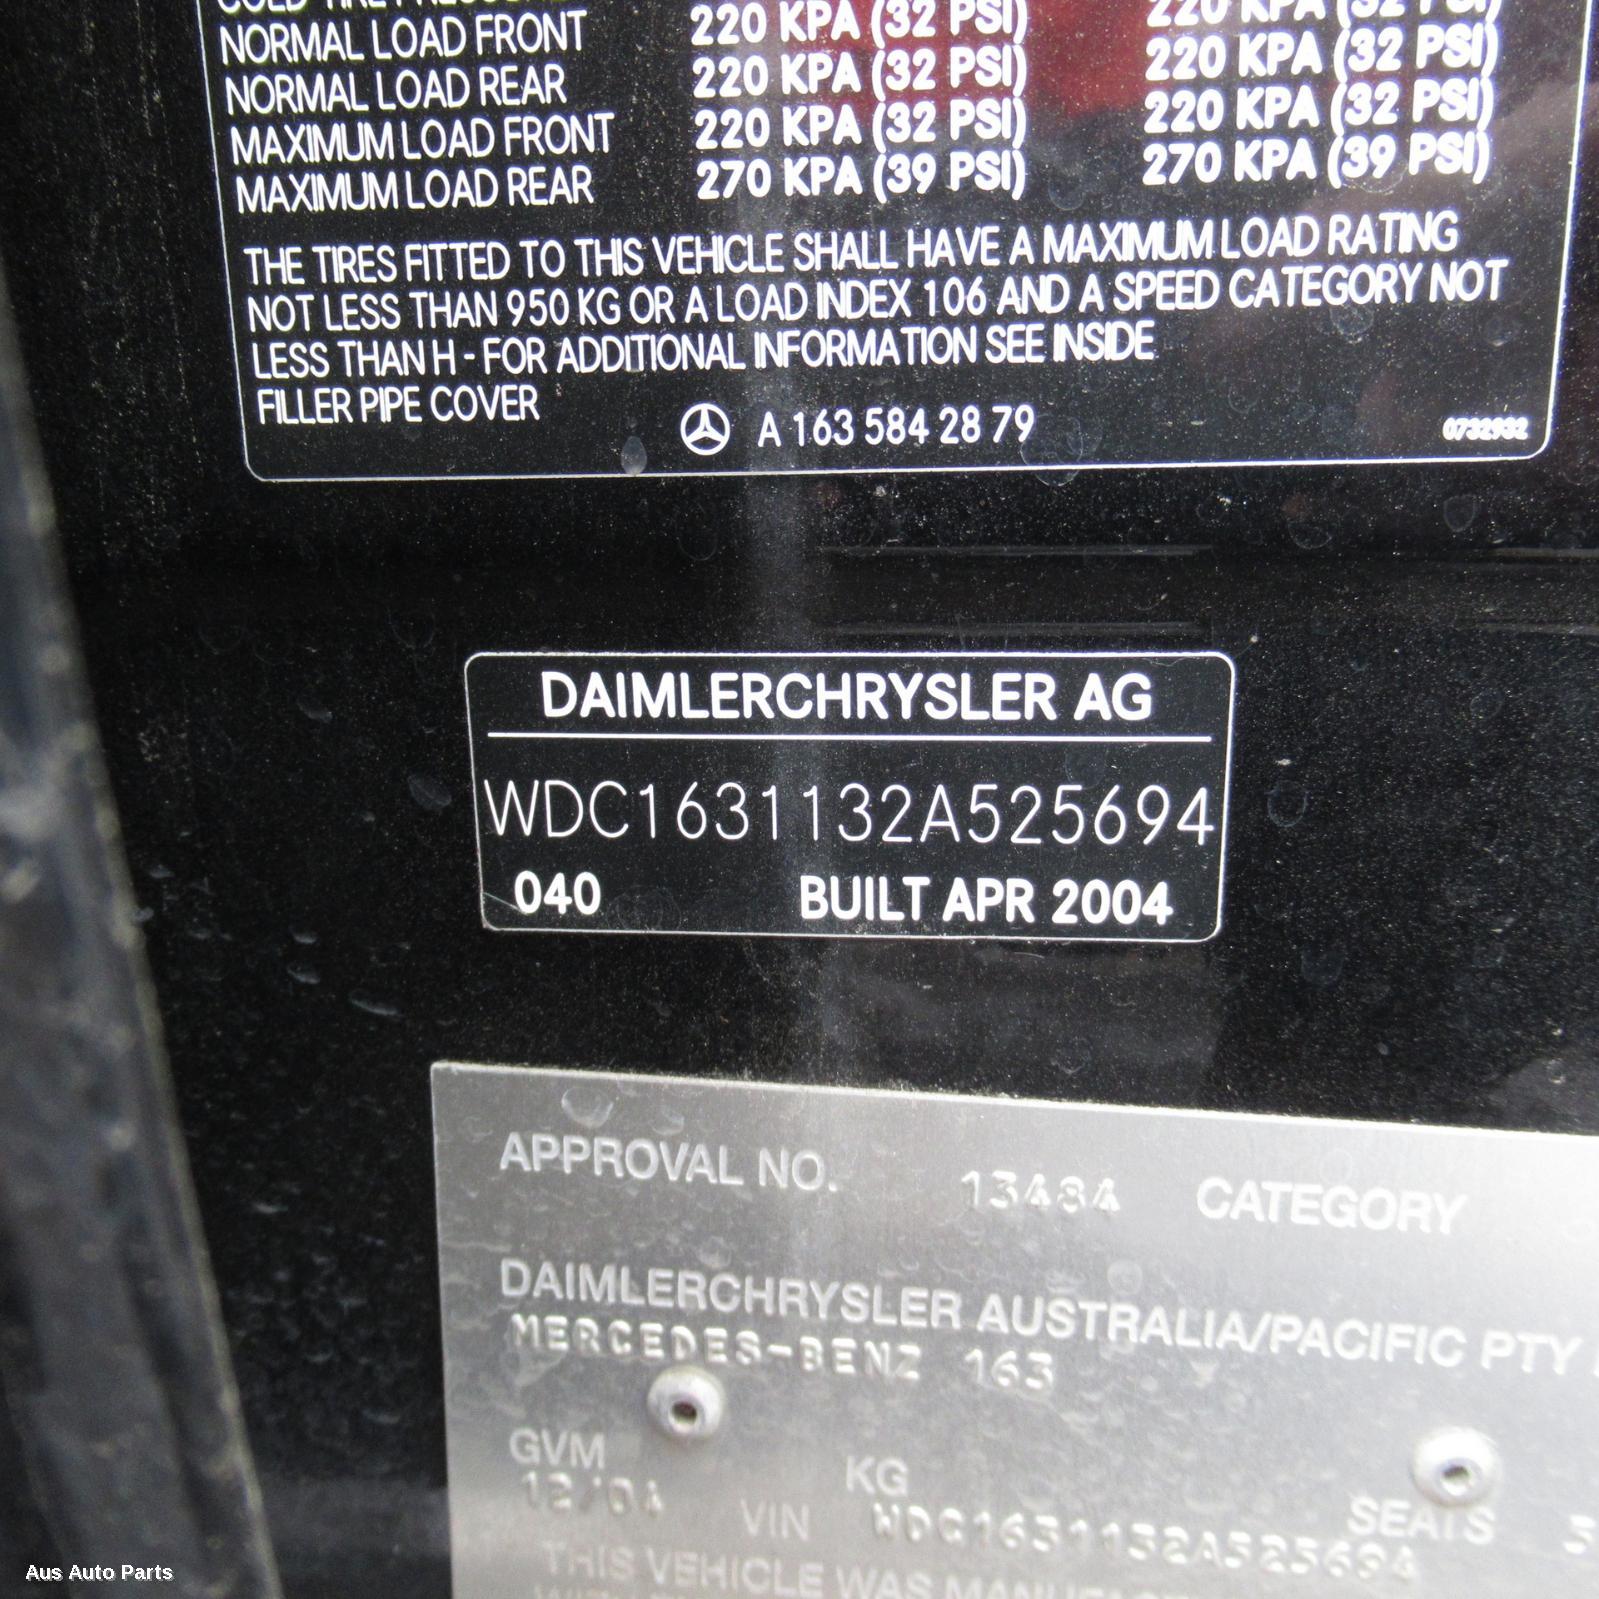 NORMAL LOAD FRONT 220 KPA (32 PSI) 220 KPA (32 PSI)
NORMAL LOAD REAR 220 KPA (32 PSI) 220 KPA (32 PSI)
MAXIMUM LOAD FRONT 220 KPA (32 PSI) 220 KPA (32 PSI)
MAXIMUM LOAD REAR 270 KPA (39 PSI) 270 KPA (39 PSI)
THE TIRES FITTED TO THIS VEHICLE SHALL HAVE A MAXIMUM LOAD RATING
NOT LESS THAN 950 KG OR A LOAD INDEX 106 AND A SPEED CATEGORY NOT
LESS THAN H - FOR ADDITIONAL INFORMATION SEE INSIDE
FILLER PIPE COVER
A 163 584 28 79 0732932
DAIMLERCHRYSLER AG
WDC1631132A525694
040 BUILT APR 2004
APPROVAL NO. 13484 CATEGORY
DAIMLERCHRYSLER AUSTRALIA/PACIFIC PTY
MERCEDES-BENZ 163
GVM KG SEATS
12/04 VIN WDC1631132A525694
THIS VEHICLE WAS
Aus Auto Parts